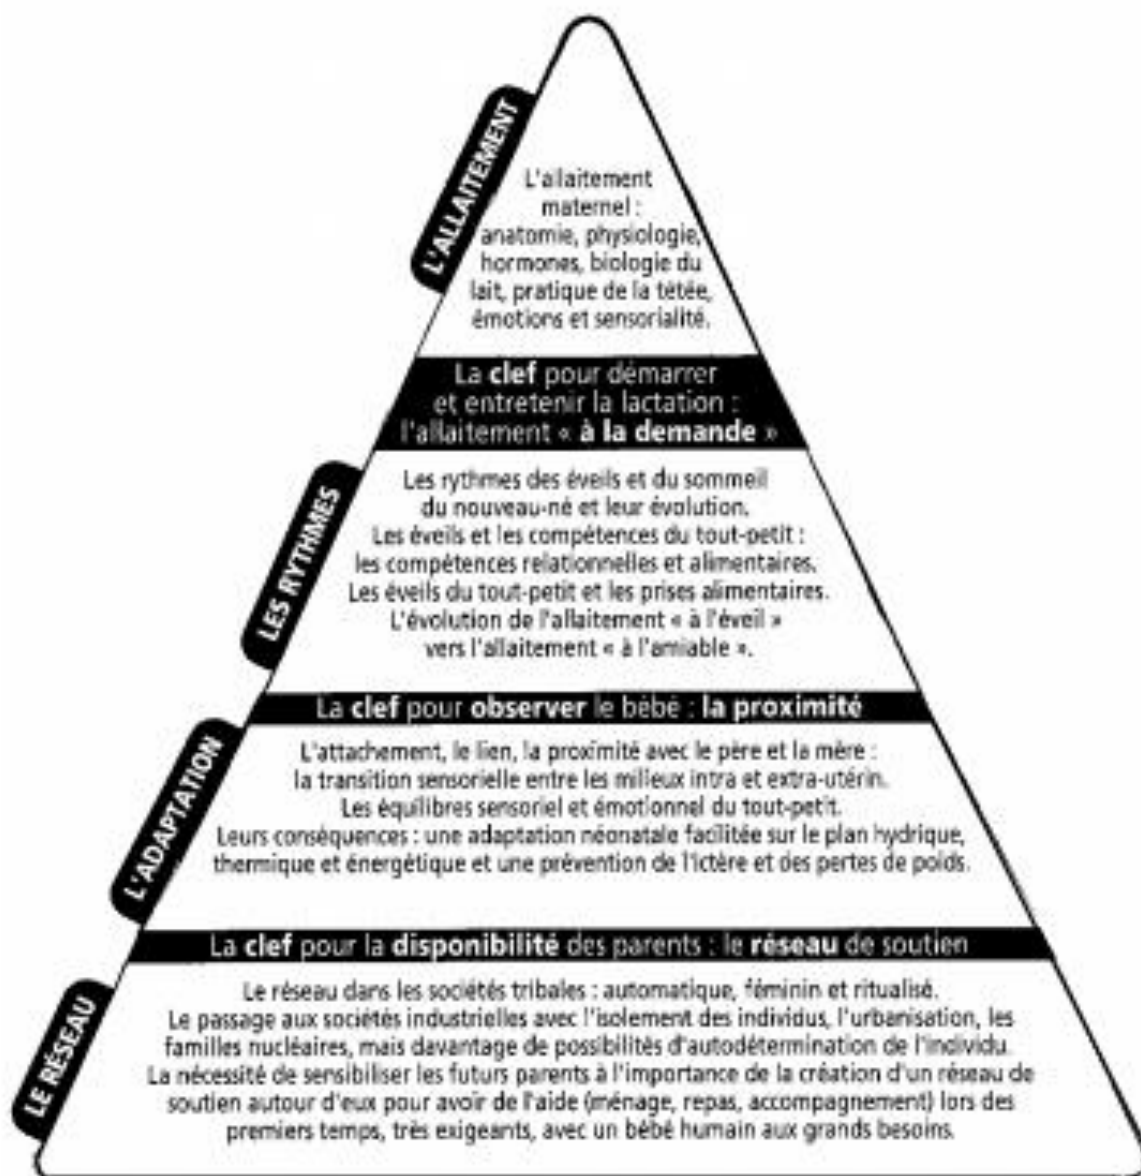 L'ALLAITEMENT
L'allaitement
maternel :
anatomie, physiologie,
hormones, biologie du
lait, pratique de la tétée,
émotions et sensorialité.
La clef pour démarrer
et entretenir la lactation :
l'allaitement « à la demande »
LES RYTHMES
Les rythmes des éveils et du sommeil
du nouveau-né et leur évolution.
Les éveils et les compétences du tout-petit :
les compétences relationnelles et alimentaires.
Les éveils du tout-petit et les prises alimentaires.
L'évolution de l'allaitement « à l'éveil »
vers l'allaitement « à l'amiable ».
La clef pour observer le bébé : la proximité
L'ADAPTATION
L'attachement, le lien, la proximité avec le père et la mère :
la transition sensorielle entre les milieux intra et extra-utérin.
Les équilibres sensoriel et émotionnel du tout-petit.
Leurs conséquences : une adaptation néonatale facilitée sur le plan hydrique,
thermique et énergétique et une prévention de l'ictère et des pertes de poids.
La clef pour la disponibilité des parents : le réseau de soutien
LE RÉSEAU
Le réseau dans les sociétés tribales : automatique, féminin et ritualisé.
Le passage aux sociétés industrielles avec l'isolement des individus, l'urbanisation, les
familles nucléaires, mais davantage de possibilités d'autodétermination de l'individu.
La nécessité de sensibiliser les futurs parents à l'importance de la création d'un réseau de
soutien autour d'eux pour avoir de l'aide (ménage, repas, accompagnement) lors des
premiers temps, très exigeants, avec un bébé humain aux grands besoins.